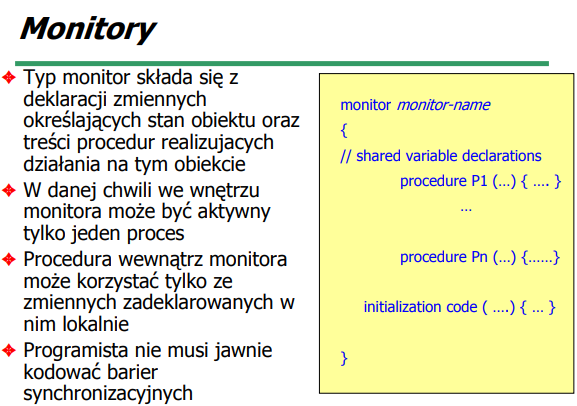 Monitory
Typ monitor składa się z
deklaracji zmiennych
określających stan obiektu oraz
treści procedur realizujacych
działania na tym obiekcie
W danej chwili we wnętrzu
monitora może być aktywny
tylko jeden proces
Procedura wewnątrz monitora
może korzystać tylko ze
zmiennych zadeklarowanych w
nim lokalnie
Programista nie musi jawnie
kodować barier
synchronizacyjnych
monitor monitor-name
{
// shared variable declarations
procedure P1 (…) { …. }
…
procedure Pn (…) {……}
initialization code ( ….) { … }
}